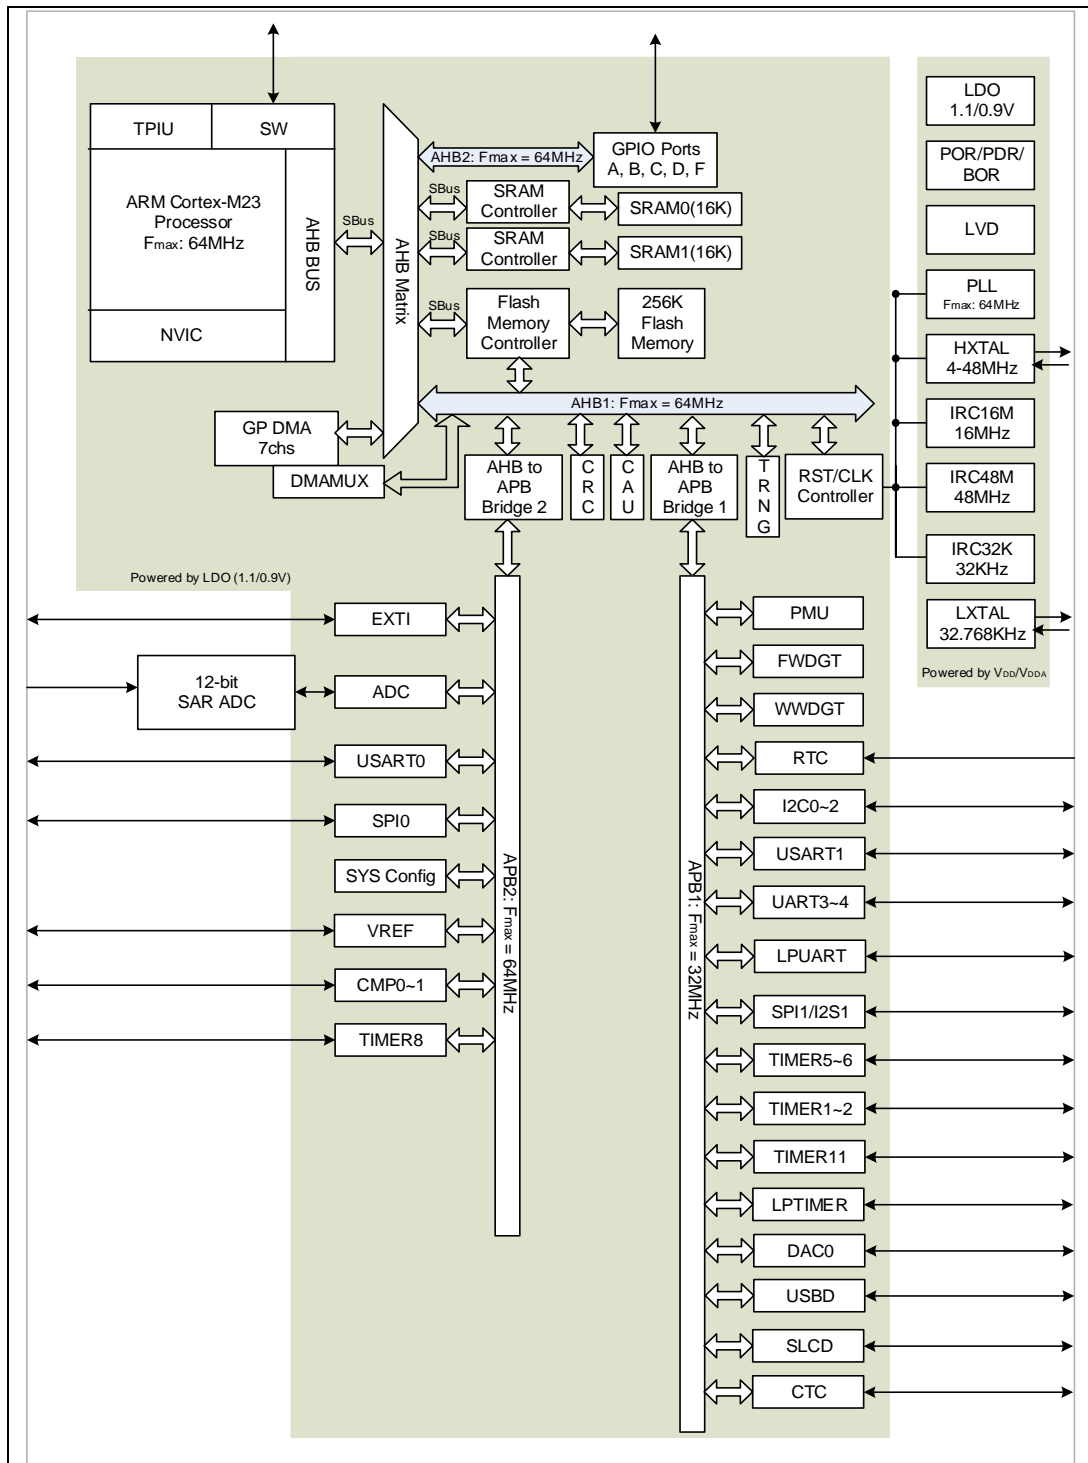 TPIU
SW
ARM Cortex-M23
Processor
Fmax: 64MHz
NVIC
AHB BUS
SBus
AHB Matrix
AHB2: Fmax = 64MHz
GPIO Ports
A, B, C, D, F
SBus
SRAM
Controller
SRAM0(16K)
SBus
SRAM
Controller
SRAM1(16K)
SBus
Flash
Memory
Controller
256K
Flash
Memory
AHB1: Fmax = 64MHz
GP DMA
7chs
DMAMUX
AHB to
APB
Bridge 2
C
R
C
C
A
U
AHB to
APB
Bridge 1
T
R
N
G
RST/CLK
Controller
Powered by LDO (1.1/0.9V)
LDO
1.1/0.9V
POR/PDR/
BOR
LVD
PLL
Fmax: 64MHz
HXTAL
4-48MHz
IRC16M
16MHz
IRC48M
48MHz
IRC32K
32KHz
LXTAL
32.768KHz
Powered by VDD/VDDA
EXTI
12-bit
SAR ADC
ADC
USART0
SPI0
SYS Config
VREF
CMP0~1
TIMER8
APB2: Fmax = 64MHz
APB1: Fmax = 32MHz
PMU
FWDGT
WWDGT
RTC
I2C0~2
USART1
UART3~4
LPUART
SPI1/I2S1
TIMER5~6
TIMER1~2
TIMER11
LPTIMER
DAC0
USBD
SLCD
CTC